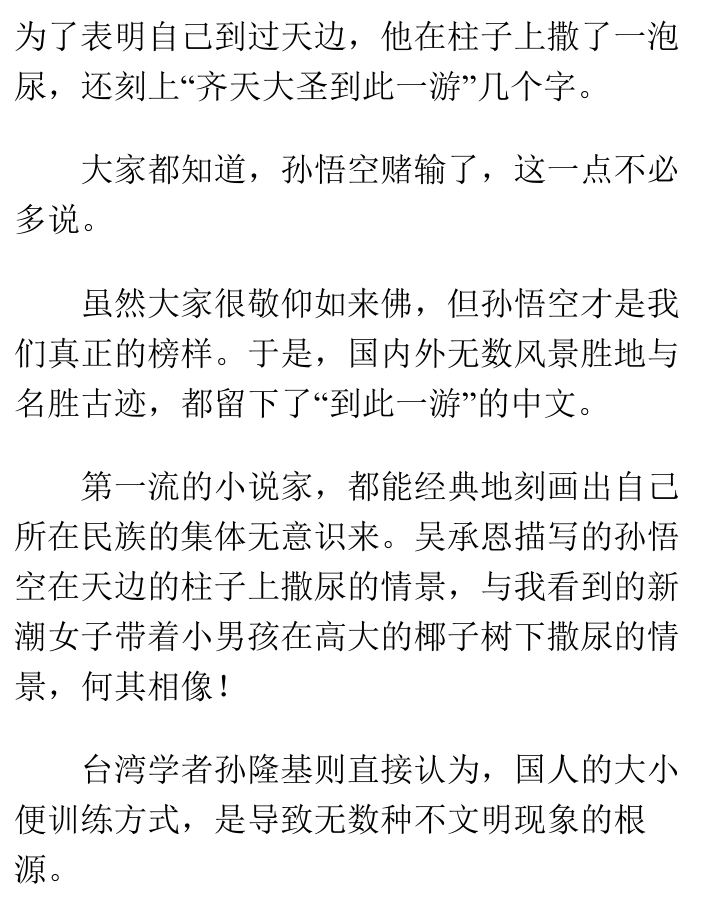 为了表明自己到过天边，他在柱子上撒了一泡
尿，还刻上“齐天大圣到此一游”几个字。
大家都知道，孙悟空赌输了，这一点不必
多说。
虽然大家很敬仰如来佛，但孙悟空才是我
们真正的榜样。于是，国内外无数风景胜地与
名胜古迹，都留下了“到此一游”的中文。
第一流的小说家，都能经典地刻画出自己
所在民族的集体无意识来。吴承恩描写的孙悟
空在天边的柱子上撒尿的情景，与我看到的新
潮女子带着小男孩在高大的椰子树下撒尿的情
景，何其相像！
台湾学者孙隆基则直接认为，国人的大小
便训练方式，是导致无数种不文明现象的根
源。